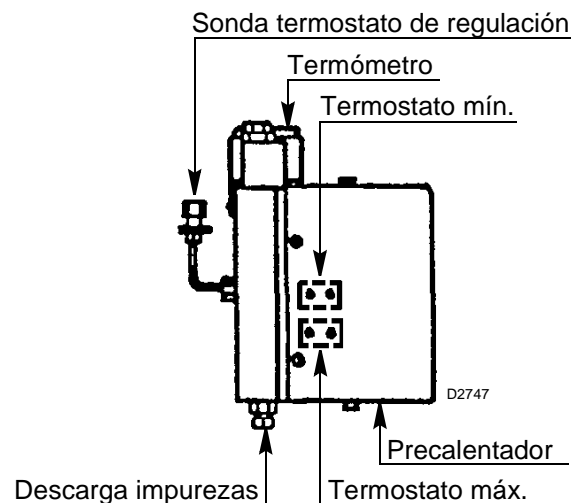 Sonda termostato de regulación
Termómetro
Termostato mín.
D2747
Precalentador
Descarga impurezas
Termostato máx.